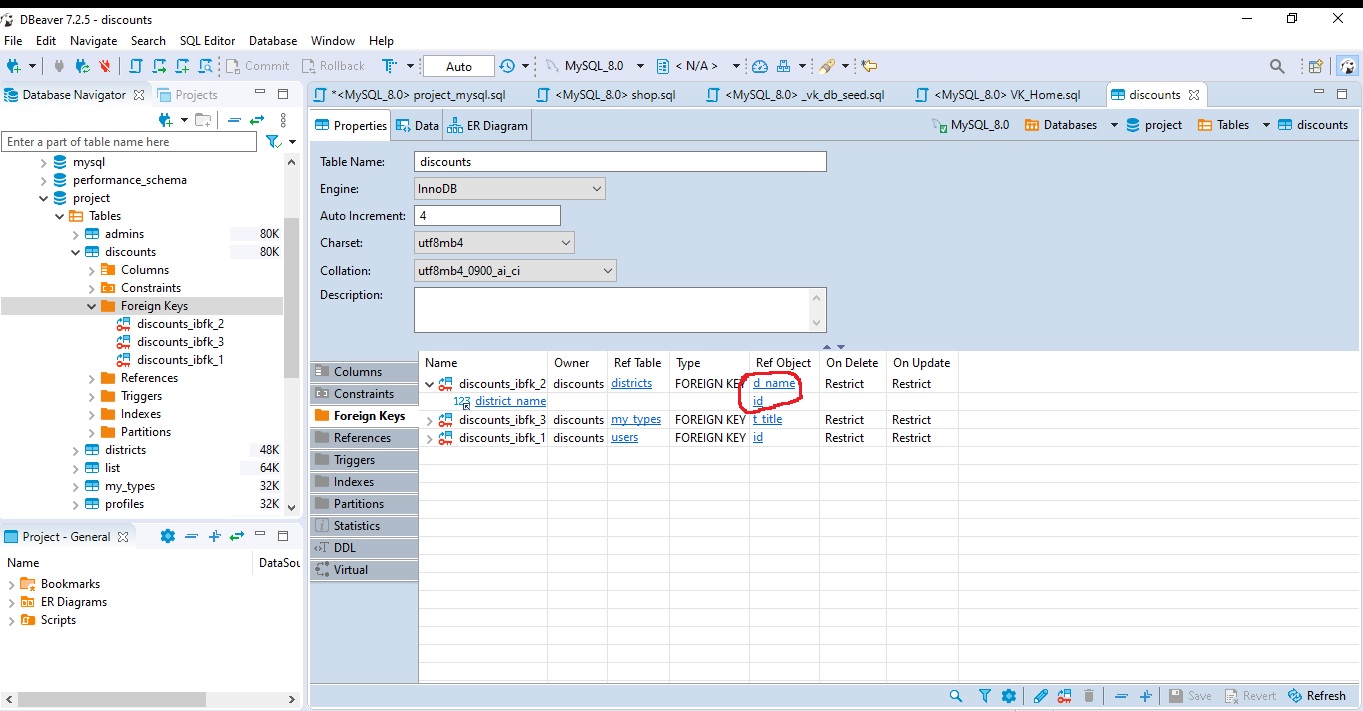 DBeaver 7.2.5 - discounts
File Edit Navigate Search SQL Editor Database Window Help
Commit Rollback Auto MySQL_8.0 < N/A >
Database Navigator Projects
*<MySQL_8.0> project_mysql.sql <MySQL_8.0> shop.sql <MySQL_8.0> _vk_db_seed.sql <MySQL_8.0> VK_Home.sql discounts
Properties Data ER Diagram MySQL_8.0 Databases project Tables discounts
Enter a part of table name here
mysql
performance_schema
project
Tables
admins 80K
discounts 80K
Columns
Constraints
Foreign Keys
discounts_ibfk_2
discounts_ibfk_3
discounts_ibfk_1
References
Triggers
Indexes
Partitions
districts 48K
list 64K
my_types 32K
profiles 32K
Table Name: discounts
Engine: InnoDB
Auto Increment: 4
Charset: utf8mb4
Collation: utf8mb4_0900_ai_ci
Description:
Columns
Constraints
Foreign Keys
References
Triggers
Indexes
Partitions
Statistics
DDL
Virtual
Name Owner Ref Table Type Ref Object On Delete On Update
discounts_ibfk_2 discounts districts FOREIGN KEY d_name Restrict Restrict
123 district_name id
discounts_ibfk_3 discounts my_types FOREIGN KEY t_title Restrict Restrict
discounts_ibfk_1 discounts users FOREIGN KEY id Restrict Restrict
Project - General
Name DataSou
Bookmarks
ER Diagrams
Scripts
Save Revert Refresh